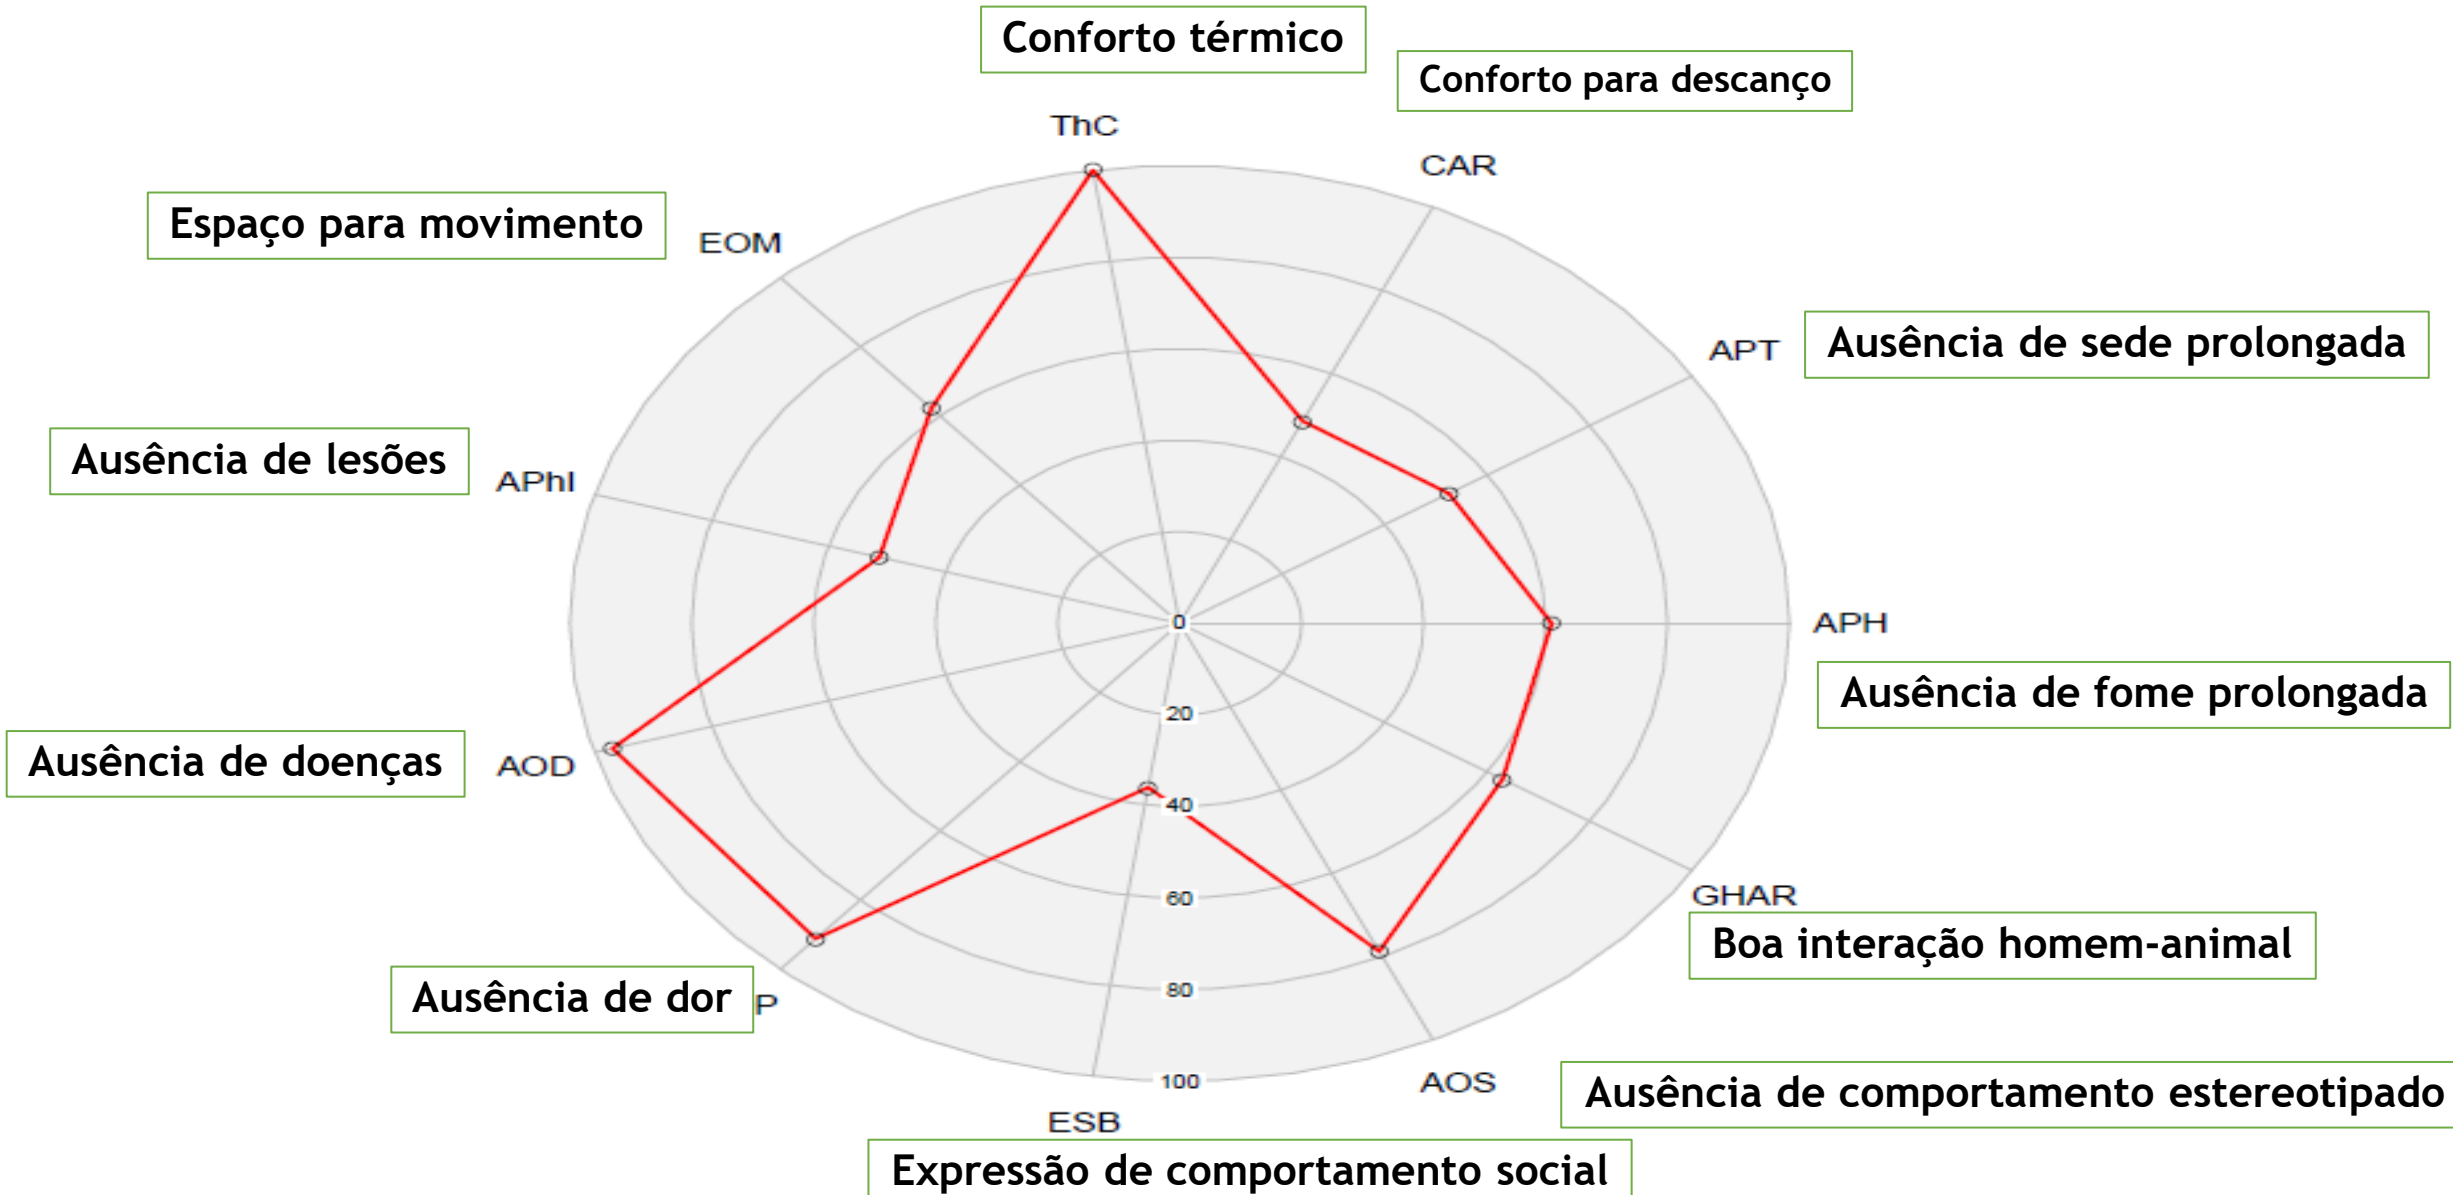 Conforto térmico
Conforto para descanço
ThC
CAR
Espaço para movimento
EOM
APT
Ausência de sede prolongada
Ausência de lesões
APhI
0
APH
Ausência de fome prolongada
20
Ausência de doenças
AOD
40
60
GHAR
Boa interação homem-animal
Ausência de dor
P
80
100
AOS
Ausência de comportamento estereotipado
ESB
Expressão de comportamento social